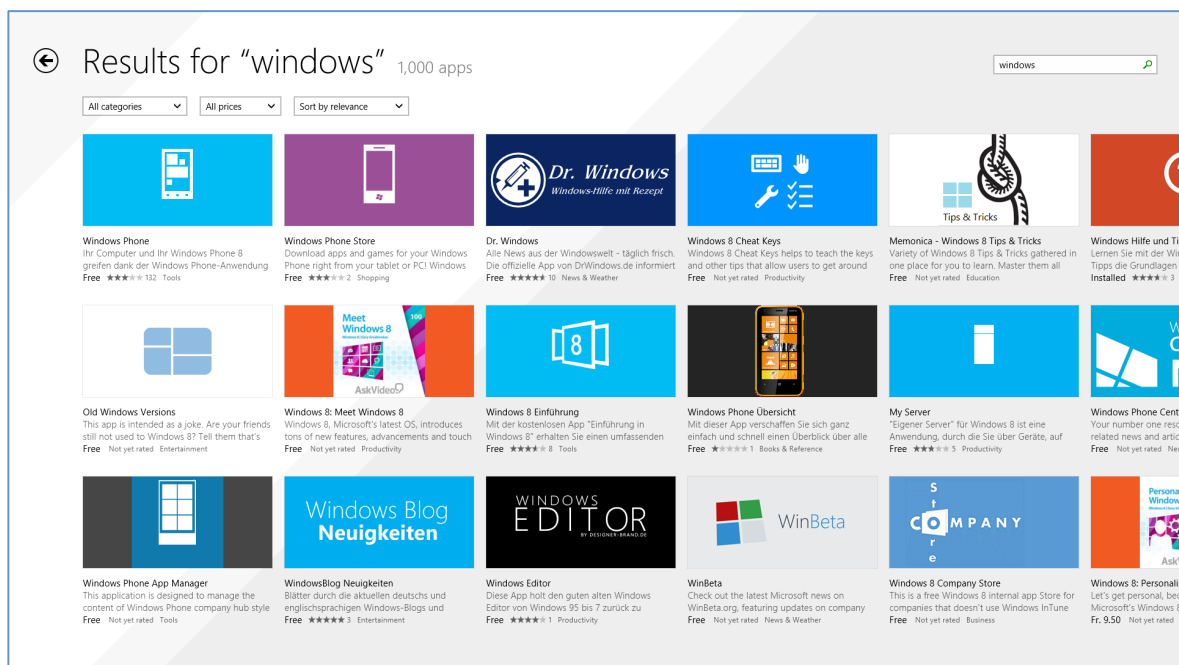 Results for “windows” 1,000 apps
windows
All categories
All prices
Sort by relevance
Windows Phone
Ihr Computer und Ihr Windows Phone 8
greifen dank der Windows Phone-Anwendung
Free 132 Tools
Windows Phone Store
Download apps and games for your Windows
Phone right from your tablet or PC! Windows
Free 2 Shopping
Dr. Windows
Windows-Hilfe mit Rezept
Dr. Windows
Alle News aus der Windowswelt - täglich frisch.
Die offizielle App von DrWindows.de informiert
Free 10 News & Weather
Windows 8 Cheat Keys
Windows 8 Cheat Keys helps to teach the keys
and other tips that allow users to get around
Free Not yet rated Productivity
Tips & Tricks
Memonica - Windows 8 Tips & Tricks
Variety of Windows 8 Tips & Tricks gathered in
one place for you to learn. Master them all
Free Not yet rated Education
Windows Hilfe und Ti
Lernen Sie mit der Win
Tipps die Grundlagen
Installed 3
Old Windows Versions
This app is intended as a joke. Are your friends
still not used to Windows 8? Tell them that's
Free Not yet rated Entertainment
Meet
Windows 8
100
AskVideo
Windows 8: Meet Windows 8
Windows 8, Microsoft's latest OS, introduces
tons of new features, advancements and touch
Free Not yet rated Productivity
8
Windows 8 Einführung
Mit der kostenlosen App "Einführung in
Windows 8" erhalten Sie einen umfassenden
Free 8 Tools
Windows Phone Übersicht
Mit dieser App verschaffen Sie sich ganz
einfach und schnell einen Überblick über alle
Free 1 Books & Reference
My Server
"Eigener Server" für Windows 8 ist eine
Anwendung, durch die Sie über Geräte, auf
Free 5 Productivity
Windows Phone Cent
Your number one reso
related news and artic
Free Not yet rated Ne
Windows Phone App Manager
This application is designed to manage the
content of Windows Phone company hub style
Free Not yet rated Tools
Windows Blog
Neuigkeiten
WindowsBlog Neuigkeiten
Blätter durch die aktuellen deutschs und
englischsprachigen Windows-Blogs und
Free 3 Entertainment
WINDOWS
EDITOR
BY DESIGNER-BRAND.DE
Windows Editor
Diese App holt den guten alten Windows
Editor von Windows 95 bis 7 zurück zu
Free 1 Productivity
WinBeta
WinBeta
Check out the latest Microsoft news on
WinBeta.org, featuring updates on company
Free Not yet rated News & Weather
Store
COMPANY
Windows 8 Company Store
This is a free Windows 8 internal app Store for
companies that doesn't use Windows InTune
Free Not yet rated Business
Persona
Window
Ask
Windows 8: Personali
Let's get personal, bec
Microsoft's Windows 8
Fr. 9.50 Not yet rated